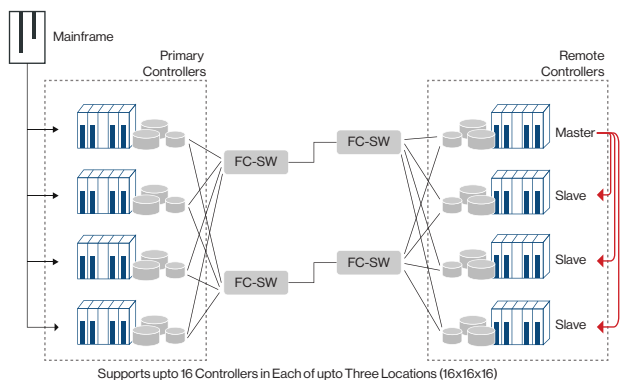 Mainframe
Primary
Controllers
Remote
Controllers
Master
FC-SW
FC-SW
Slave
FC-SW
FC-SW
Slave
Slave
Supports upto 16 Controllers in Each of upto Three Locations (16x16x16)